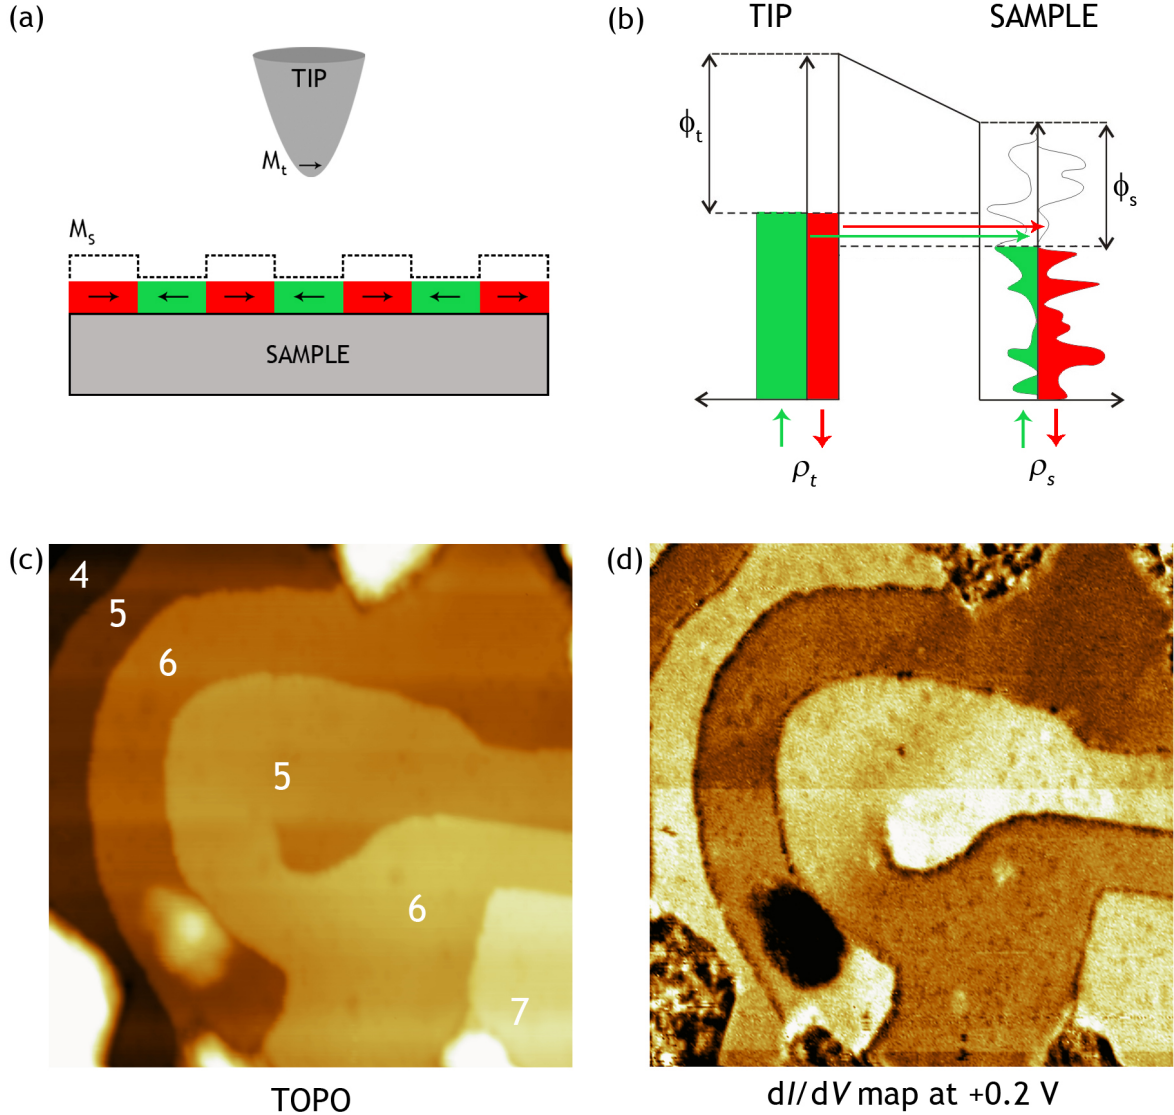 (a)
TIP
Mt
Ms
SAMPLE
(b)
TIP
SAMPLE
ϕt
ϕs
ρt
ρs
(c)
4
5
6
5
6
7
TOPO
(d)
dI/dV map at +0.2 V